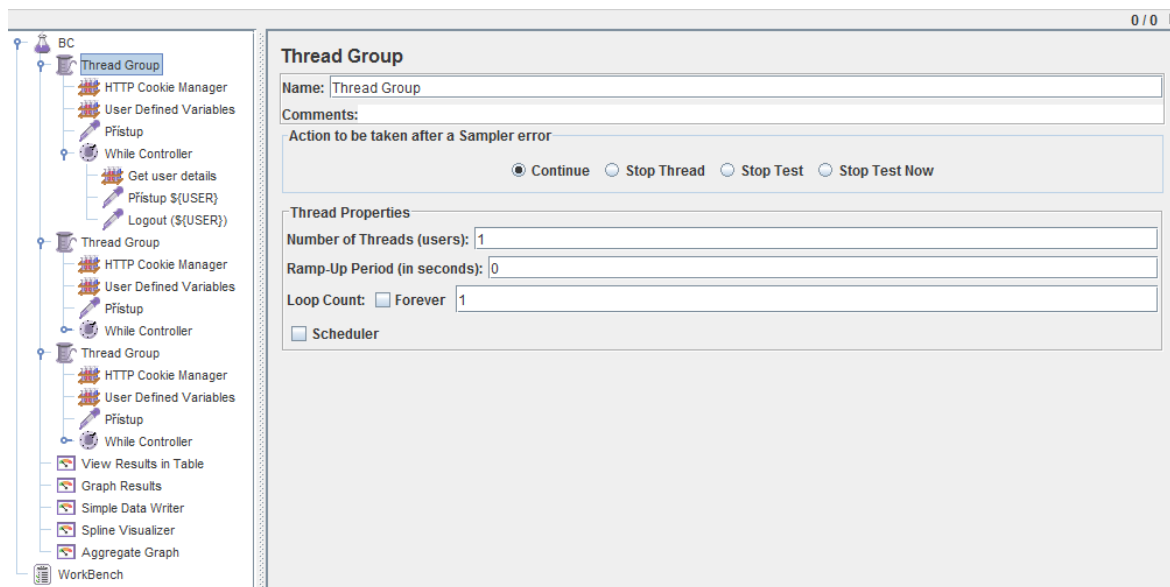 0 / 0
BC
Thread Group
HTTP Cookie Manager
User Defined Variables
Přístup
While Controller
Get user details
Přístup ${USER}
Logout (${USER})
Thread Group
HTTP Cookie Manager
User Defined Variables
Přístup
While Controller
Thread Group
HTTP Cookie Manager
User Defined Variables
Přístup
While Controller
View Results in Table
Graph Results
Simple Data Writer
Spline Visualizer
Aggregate Graph
WorkBench
Thread Group
Name: Thread Group
Comments:
Action to be taken after a Sampler error
Continue Stop Thread Stop Test Stop Test Now
Thread Properties
Number of Threads (users): 1
Ramp-Up Period (in seconds): 0
Loop Count: Forever 1
Scheduler